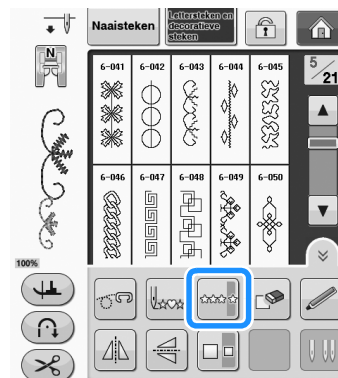 Naaisteken
Lettersteken en
decoratieve
steken
N
6-041 6-042 6-043 6-044 6-045
5/21
6-046 6-047 6-048 6-049 6-050
100%